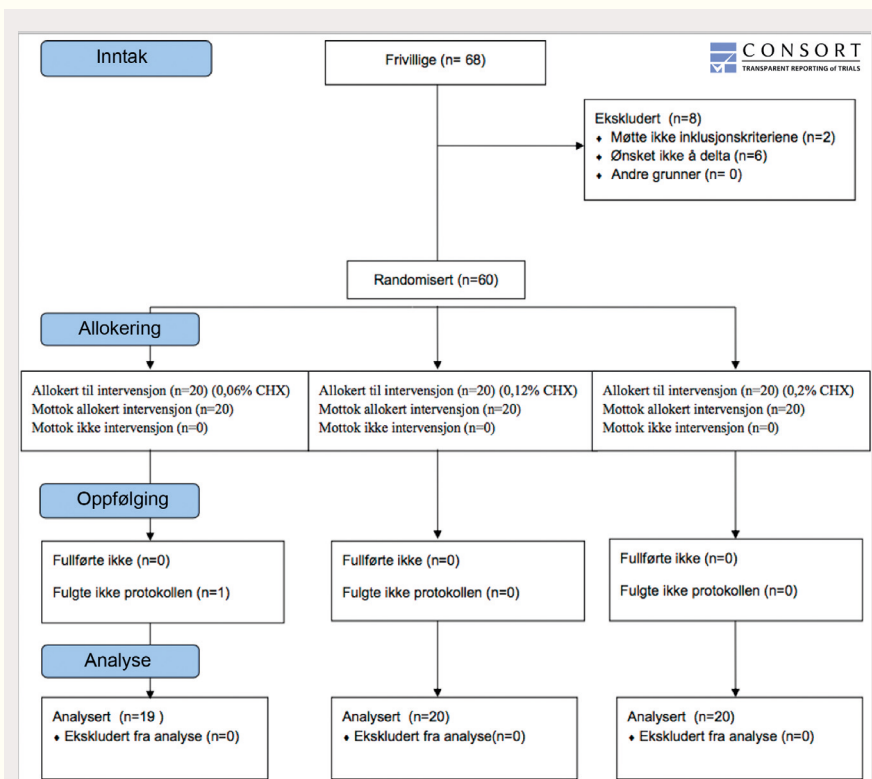 Inntak
Frivillige (n= 68)
CONSORT
TRANSPARENT REPORTING of TRIALS
Ekskludert (n=8)
♦ Møtte ikke inklusjonskriteriene (n=2)
♦ Ønsket ikke å delta (n=6)
♦ Andre grunner (n= 0)
Randomisert (n=60)
Allokering
Allokert til intervensjon (n=20) (0,06% CHX)
Mottok allokert intervensjon (n=20)
Mottok ikke intervensjon (n=0)
Allokert til intervensjon (n=20) (0,12% CHX)
Mottok allokert intervensjon (n=20)
Mottok ikke intervensjon (n=0)
Allokert til intervensjon (n=20) (0,2% CHX)
Mottok allokert intervensjon (n=20)
Mottok ikke intervensjon (n=0)
Oppfølging
Fullførte ikke (n=0)
Fulgte ikke protokollen (n=1)
Fullførte ikke (n=0)
Fulgte ikke protokollen (n=0)
Fullførte ikke (n=0)
Fulgte ikke protokollen (n=0)
Analyse
Analysert (n=19 )
♦ Ekskludert fra analyse (n=0)
Analysert (n=20)
♦ Ekskludert fra analyse(n=0)
Analysert (n=20)
♦ Ekskludert fra analyse (n=0)